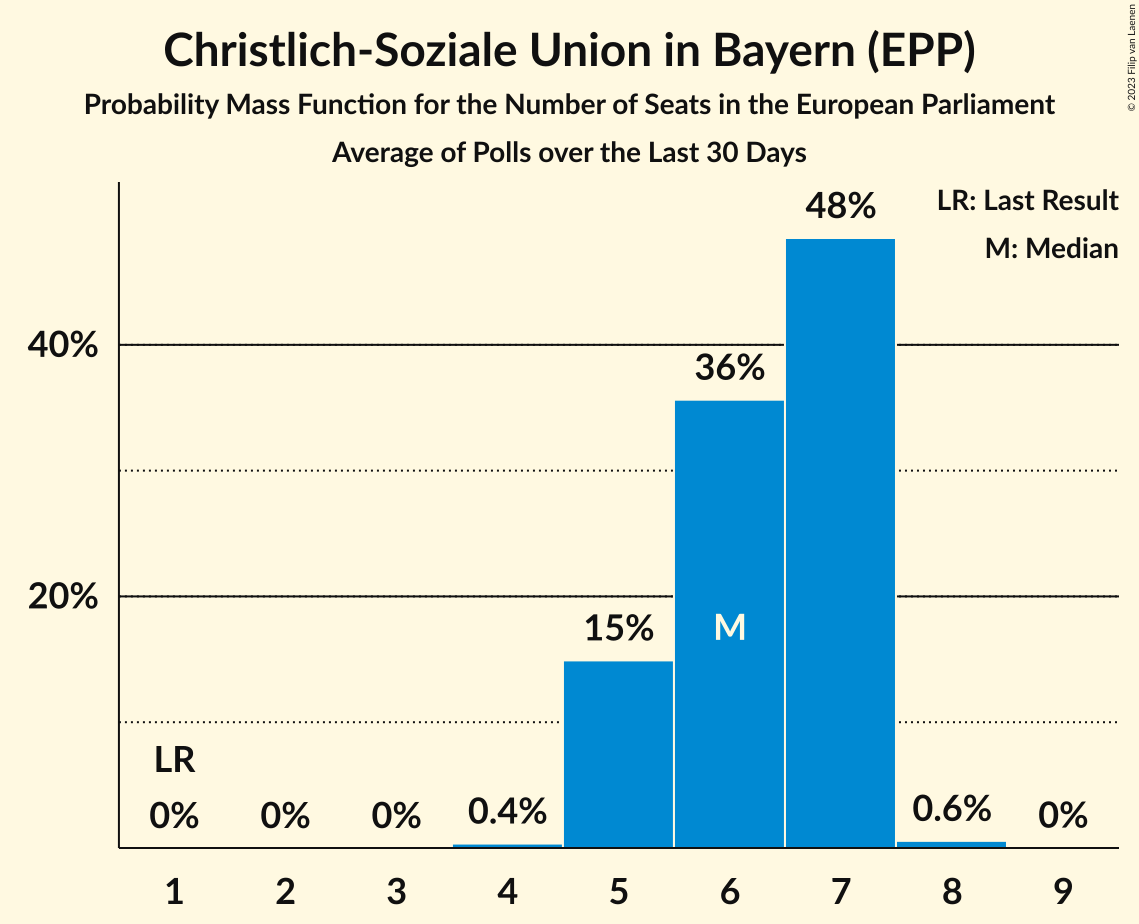 Christlich-Soziale Union in Bayern (EPP)
Probability Mass Function for the Number of Seats in the European Parliament
Average of Polls over the Last 30 Days
© 2023 Filip van Laenen
LR: Last Result
M: Median
48%
40%
36%
20%
15%
M
LR
0%
0%
0%
0.4%
0.6%
0%
1 2 3 4 5 6 7 8 9